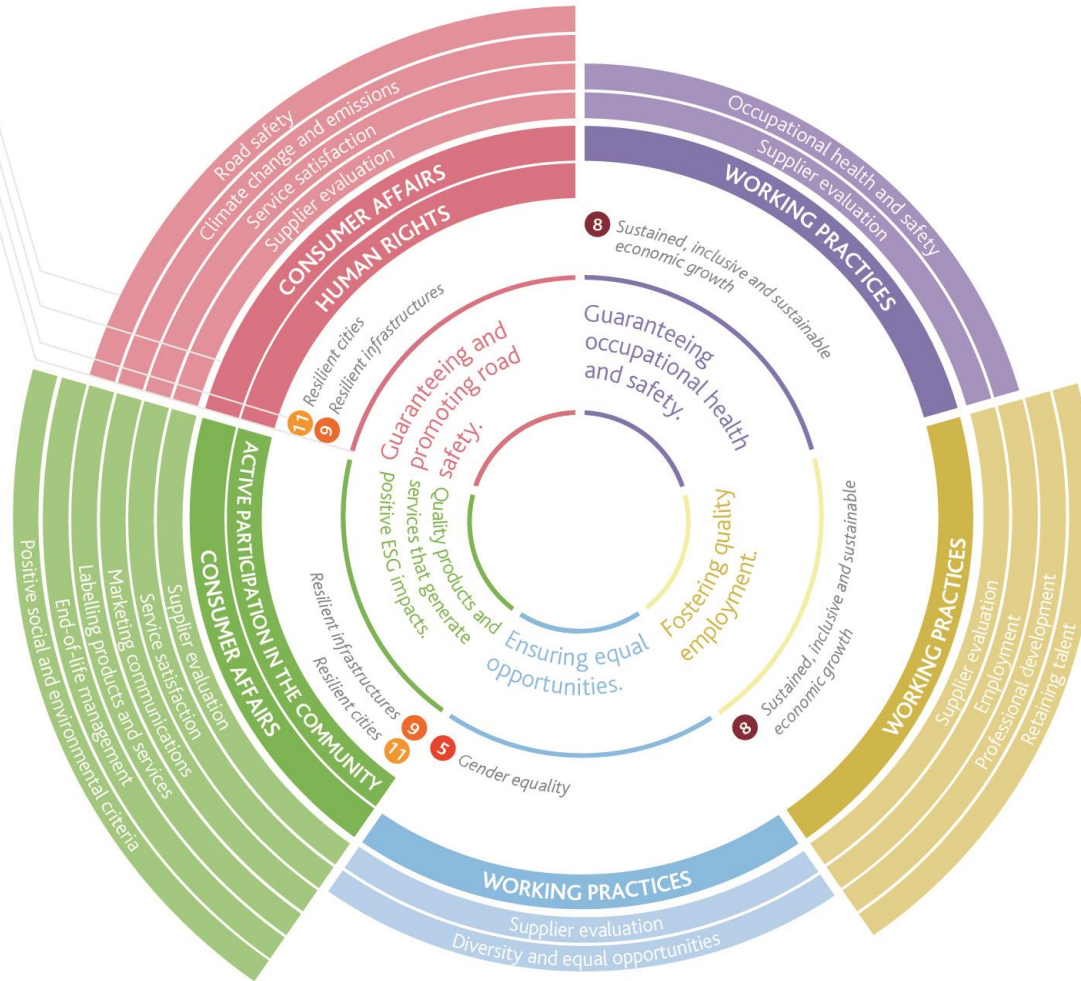 Road safety
Climate change and emissions
Service satisfaction
Supplier evaluation
CONSUMER AFFAIRS
HUMAN RIGHTS
11 Resilient cities
9 Resilient infrastructures
Guaranteeing and
promoting road
safety.
Occupational health and safety
Supplier evaluation
WORKING PRACTICES
8 Sustained, inclusive and sustainable
economic growth
Guaranteeing
occupational health
and safety.
Retaining talent
Professional development
Employment
Supplier evaluation
WORKING PRACTICES
8 Sustained, inclusive and sustainable
economic growth
Fostering quality
employment.
Ensuring equal
opportunities.
5 Gender equality
WORKING PRACTICES
Supplier evaluation
Diversity and equal opportunities
Quality products and
services that generate
positive ESG impacts.
Resilient infrastructures 9
Resilient cities 11
ACTIVE PARTICIPATION IN THE COMMUNITY
CONSUMER AFFAIRS
Supplier evaluation
Service satisfaction
Marketing communications
Labelling products and services
End-of-life management
Positive social and environmental criteria